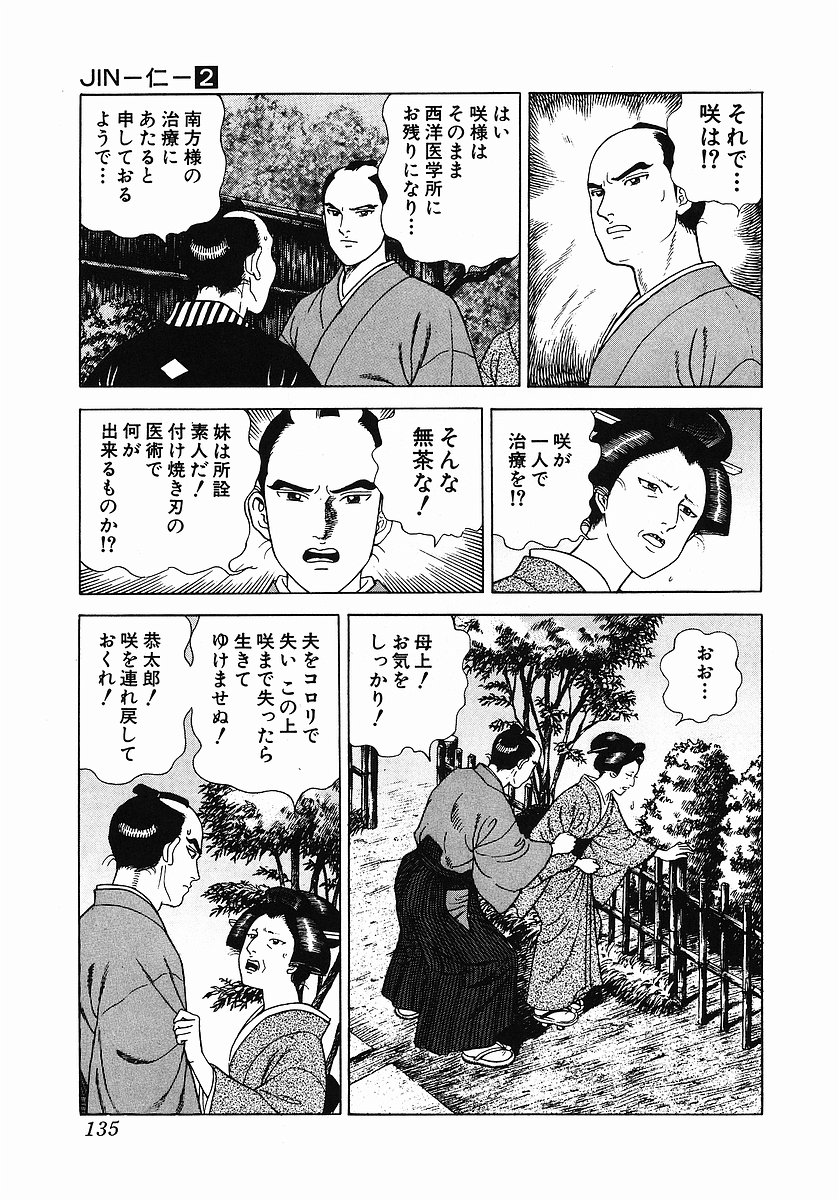 JIN－仁－2
それで…
咲は!?
はい
咲様は
そのまま
西洋医学所に
お残りになり…
南方様の
治療に
あたると
申しておる
ようで…
咲が
一人で
治療を!?
そんな
無茶な！
妹は所詮
素人だ！
付け焼き刃の
医術で
何が
出来るものか!?
おお…
母上！
お気を
しっかり！
夫をコロリで
失い この上
咲まで失ったら
生きて
ゆけませぬ！
恭太郎！
咲を連れ戻して
おくれ！
135